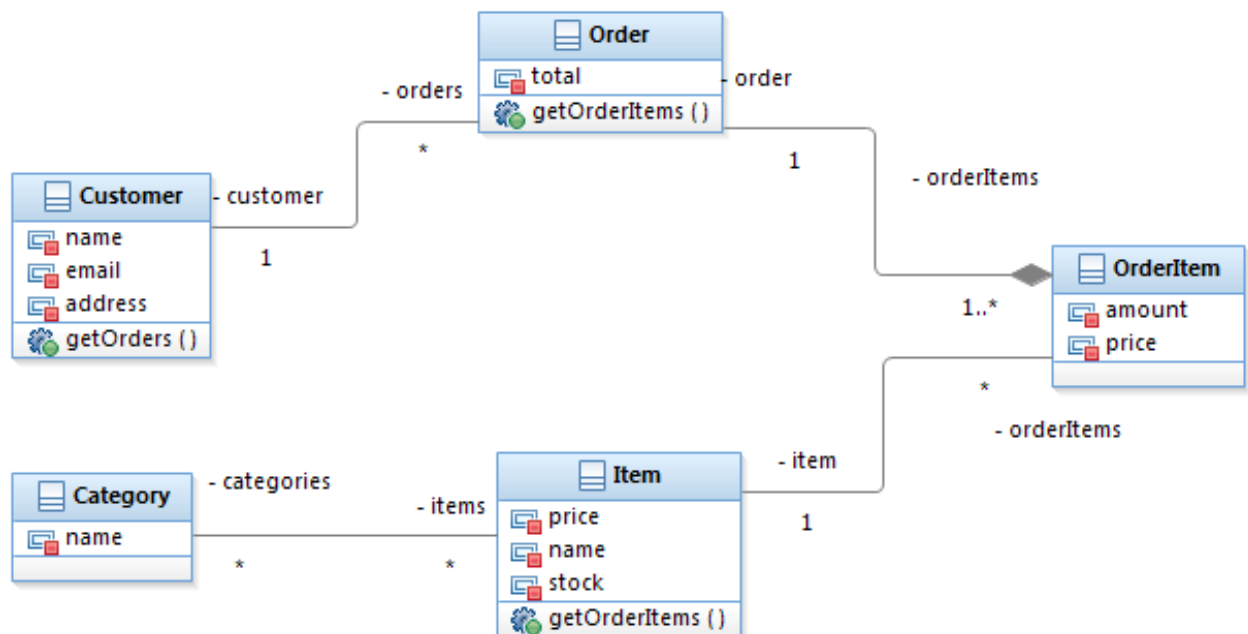 Order
total
getOrderItems ( )
- orders
*
- order
1
- orderItems
1..*
Customer
name
email
address
getOrders ( )
- customer
1
OrderItem
amount
price
*
- orderItems
Category
name
- categories
*
- items
*
Item
price
name
stock
getOrderItems ( )
- item
1